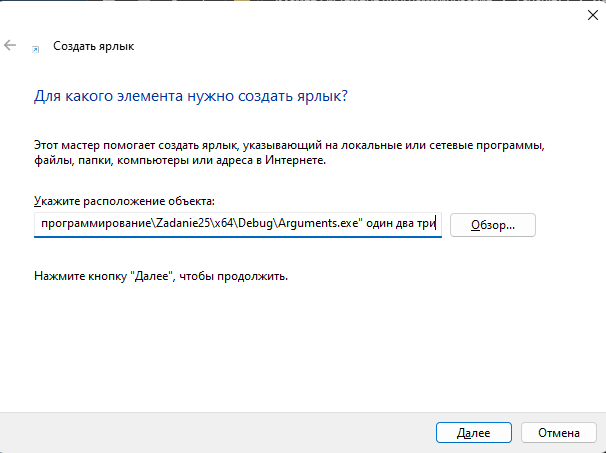 Создать ярлык
Для какого элемента нужно создать ярлык?
Этот мастер помогает создать ярлык, указывающий на локальные или сетевые программы,
файлы, папки, компьютеры или адреса в Интернете.
Укажите расположение объекта:
программирование\Zadanie25\x64\Debug\Arguments.exe" один два три
Обзор...
Нажмите кнопку "Далее", чтобы продолжить.
Далее
Отмена